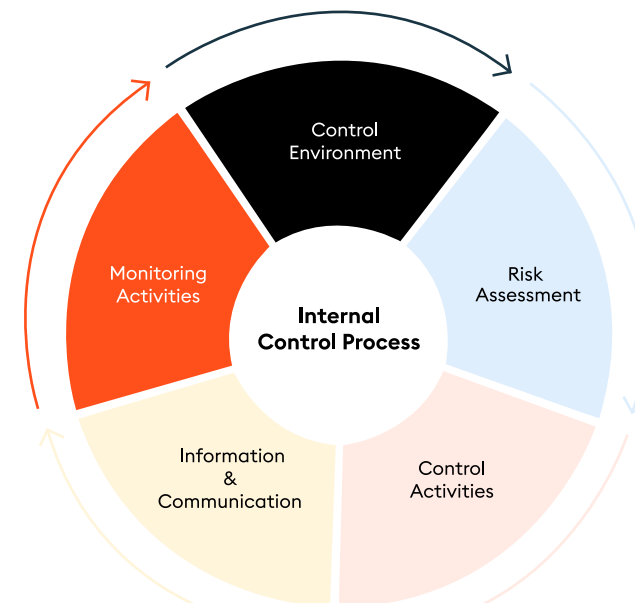 Control
Environment
Risk
Assessment
Control
Activities
Information
&
Communication
Monitoring
Activities
Internal
Control Process